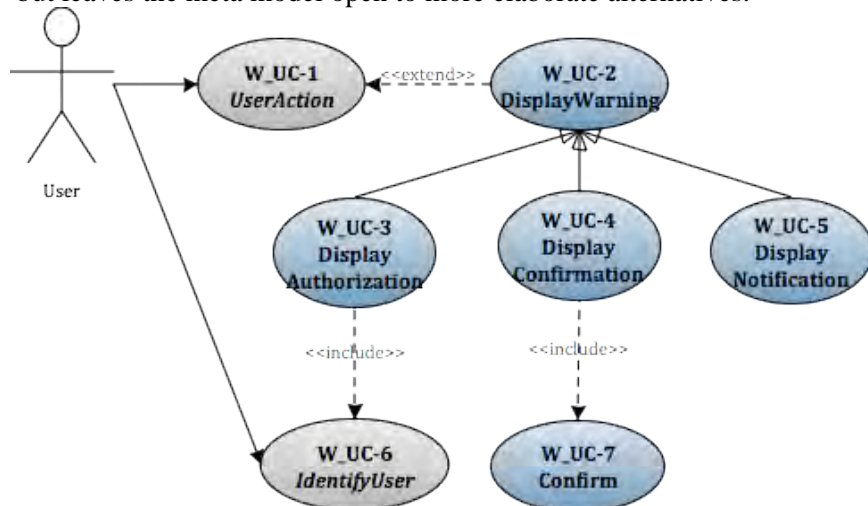 but leaves the meta model open to more elaborate alternatives.
W_UC-1
UserAction
<<extend>>
W_UC-2
DisplayWarning
User
W_UC-3
Display
Authorization
W_UC-4
Display
Confirmation
W_UC-5
Display
Notification
<<include>>
<<include>>
W_UC-6
IdentifyUser
W_UC-7
Confirm